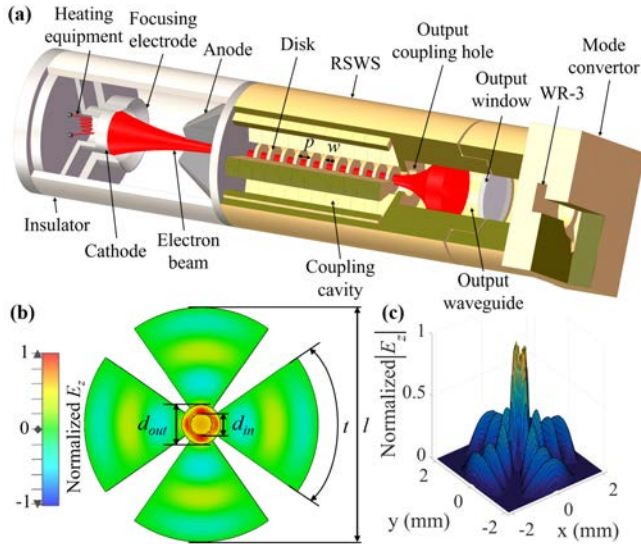 (a)
Heating
equipment
Focusing
electrode
Anode
Disk
RSWS
Output
coupling hole
Output
window
WR-3
Mode
convertor
p
w
Insulator
Cathode
Electron
beam
Coupling
cavity
Output
waveguide
(b)
1
0
-1
Normalized E_z
d_out
d_in
t
l
(c)
Normalized|E_z|
1
0.5
0
2
0
-2
y (mm)
-2
0
2
x (mm)